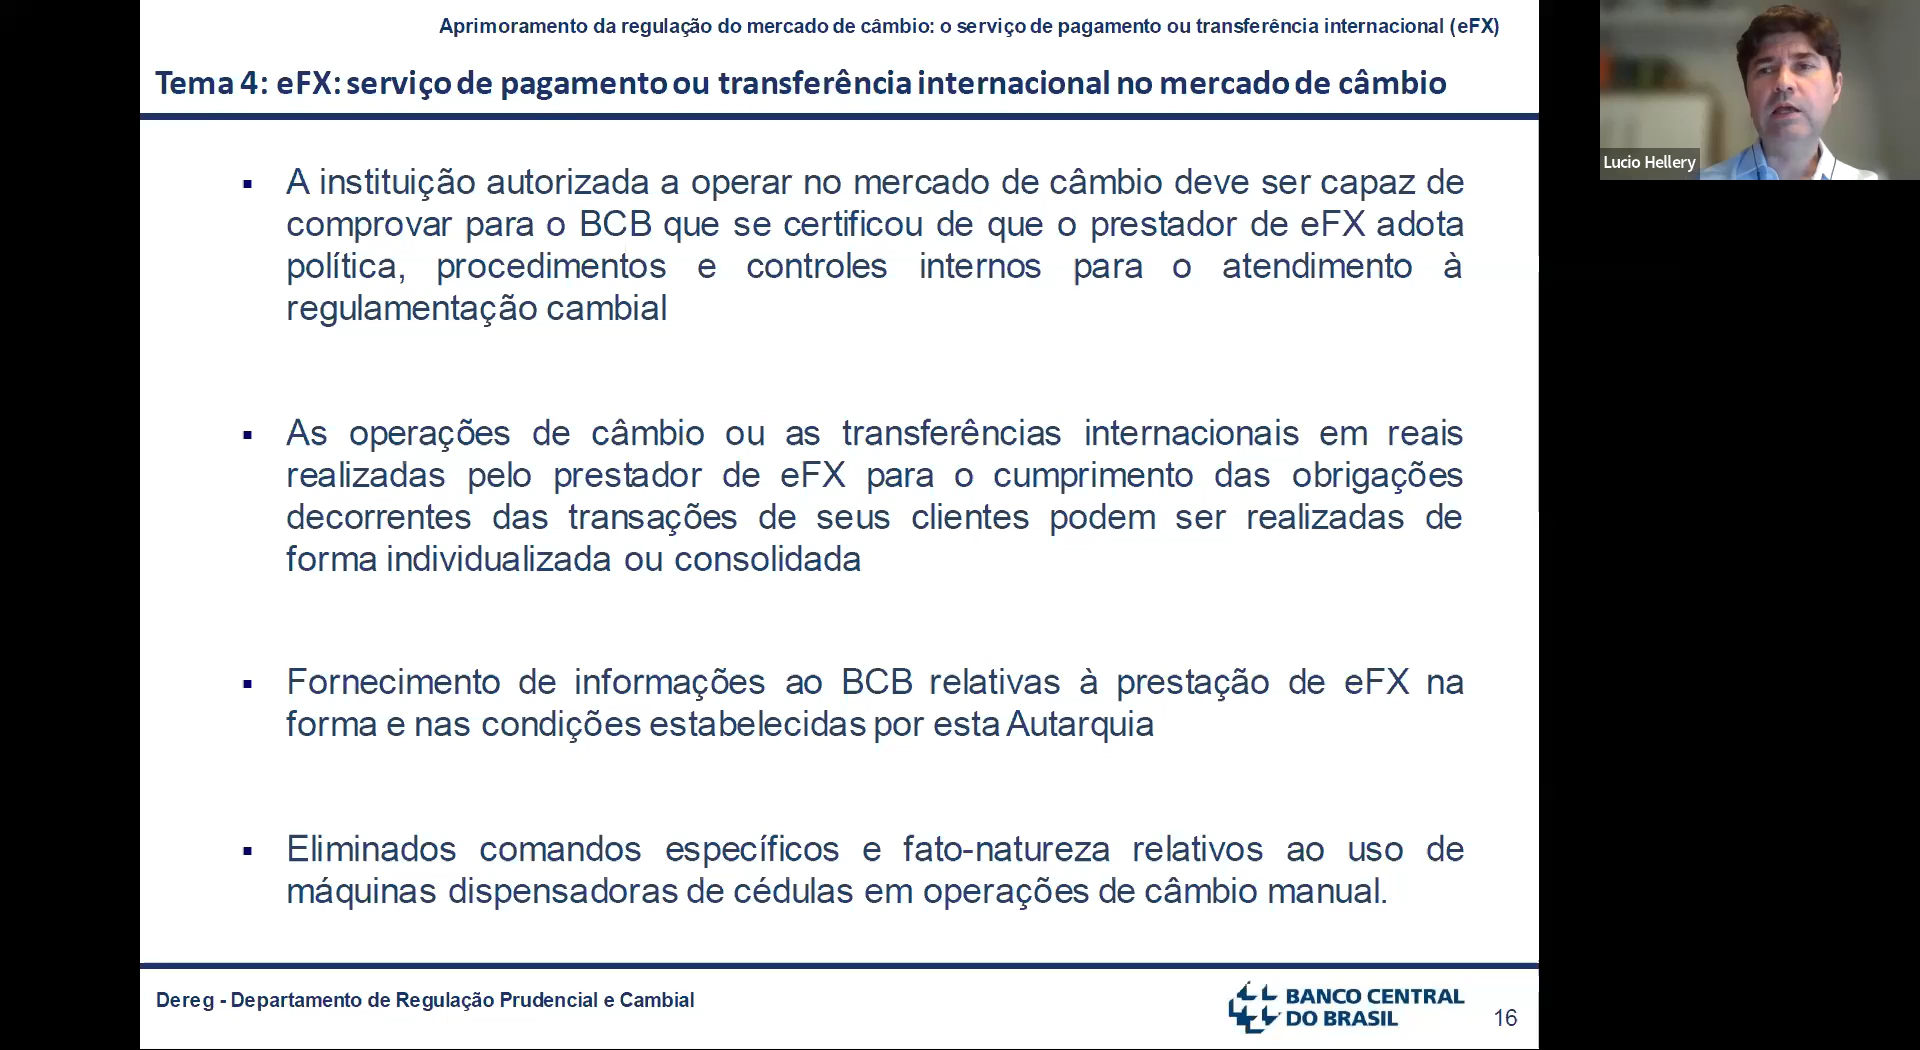 Aprimoramento da regulação do mercado de câmbio: o serviço de pagamento ou transferência internacional (eFX)
Tema 4: eFX: serviço de pagamento ou transferência internacional no mercado de câmbio
▪ A instituição autorizada a operar no mercado de câmbio deve ser capaz de
comprovar para o BCB que se certificou de que o prestador de eFX adota
política, procedimentos e controles internos para o atendimento à
regulamentação cambial
▪ As operações de câmbio ou as transferências internacionais em reais
realizadas pelo prestador de eFX para o cumprimento das obrigações
decorrentes das transações de seus clientes podem ser realizadas de
forma individualizada ou consolidada
▪ Fornecimento de informações ao BCB relativas à prestação de eFX na
forma e nas condições estabelecidas por esta Autarquia
▪ Eliminados comandos específicos e fato-natureza relativos ao uso de
máquinas dispensadoras de cédulas em operações de câmbio manual.
Dereg - Departamento de Regulação Prudencial e Cambial
BANCO CENTRAL
DO BRASIL
16
Lucio Hellery